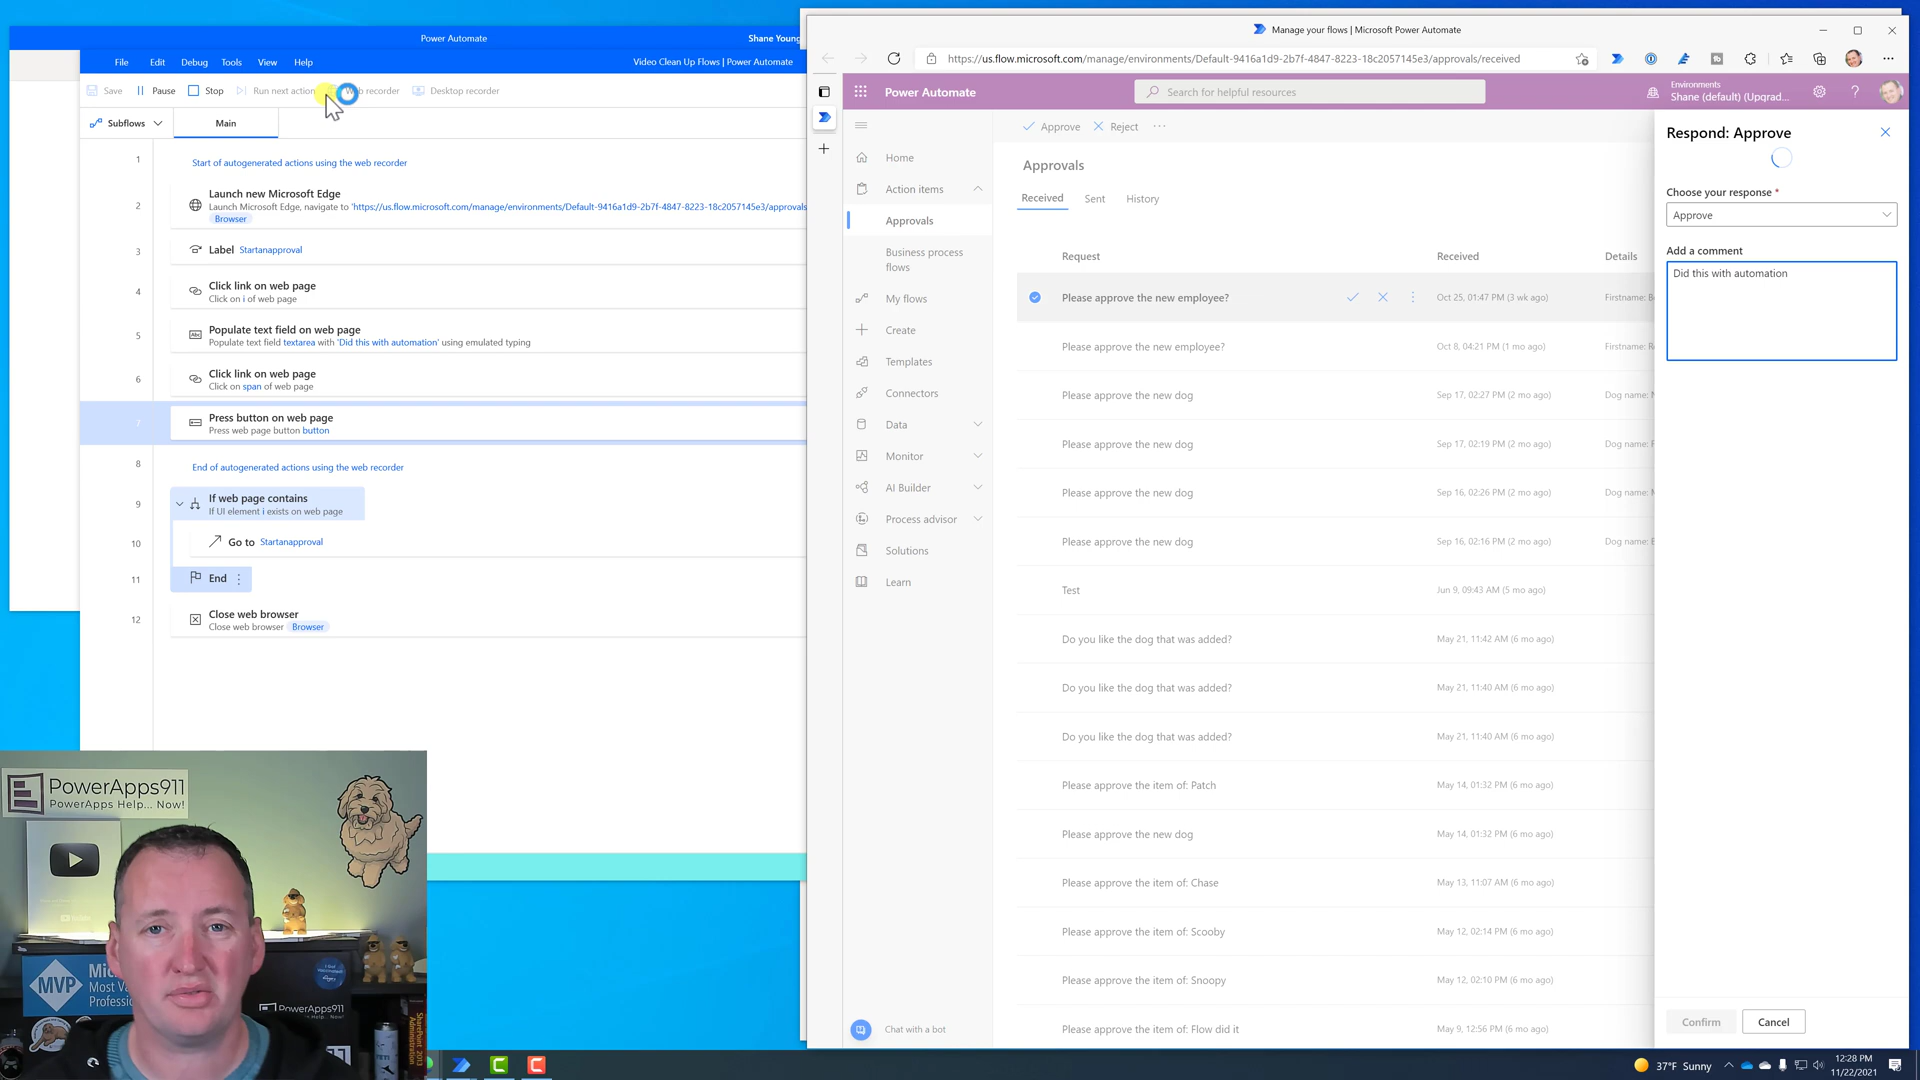 Power Automate
Shane Young
File
Edit
Debug
Tools
View
Help
Video Clean Up Flows | Power Automate
Save
Pause
Stop
Run next action
recorder
Desktop recorder
Subflows
Main
1
Start of autogenerated actions using the web recorder
2
Launch new Microsoft Edge
Launch Microsoft Edge, navigate to 'https://us.flow.microsoft.com/manage/environments/Default-9416a1d9-2b7f-4847-8223-18c2057145e3/approvals
Browser
3
Label Startanapproval
4
Click link on web page
Click on i of web page
5
Populate text field on web page
Populate text field textarea with 'Did this with automation' using emulated typing
6
Click link on web page
Click on span of web page
7
Press button on web page
Press web page button button
8
End of autogenerated actions using the web recorder
9
If web page contains
If UI element i exists on web page
10
Go to Startanapproval
11
End
12
Close web browser
Close web browser Browser
Manage your flows | Microsoft Power Automate
https://us.flow.microsoft.com/manage/environments/Default-9416a1d9-2b7f-4847-8223-18c2057145e3/approvals/received
Power Automate
Search for helpful resources
Environments
Shane (default) (Upgrad...
Home
Action items
Approvals
Business process
flows
My flows
Create
Templates
Connectors
Data
Monitor
AI Builder
Process advisor
Solutions
Learn
Chat with a bot
Approve
Reject
Approvals
Received
Sent
History
Request
Received
Details
Please approve the new employee?
Oct 25, 01:47 PM (3 wk ago)
Firstname: B
Please approve the new employee?
Oct 8, 04:21 PM (1 mo ago)
Firstname: R
Please approve the new dog
Sep 17, 02:27 PM (2 mo ago)
Dog name:
Please approve the new dog
Sep 17, 02:19 PM (2 mo ago)
Dog name:
Please approve the new dog
Sep 16, 02:26 PM (2 mo ago)
Dog name:
Please approve the new dog
Sep 16, 02:16 PM (2 mo ago)
Dog name:
Test
Jun 9, 09:43 AM (5 mo ago)
Do you like the dog that was added?
May 21, 11:42 AM (6 mo ago)
Do you like the dog that was added?
May 21, 11:40 AM (6 mo ago)
Do you like the dog that was added?
May 21, 11:40 AM (6 mo ago)
Please approve the item of: Patch
May 14, 01:32 PM (6 mo ago)
Please approve the new dog
May 14, 01:32 PM (6 mo ago)
Please approve the item of: Chase
May 13, 11:07 AM (6 mo ago)
Please approve the item of: Scooby
May 12, 02:14 PM (6 mo ago)
Please approve the item of: Snoopy
May 12, 02:10 PM (6 mo ago)
Please approve the item of: Flow did it
May 9, 12:56 PM (6 mo ago)
Respond: Approve
Choose your response *
Approve
Add a comment
Did this with automation
Confirm
Cancel
PowerApps911
PowerApps Help... Now!
MVP
Mic
Most Va
Professio
PowerApps911
SharePoint 2013
Administration
37°F Sunny
12:28 PM
11/22/2021